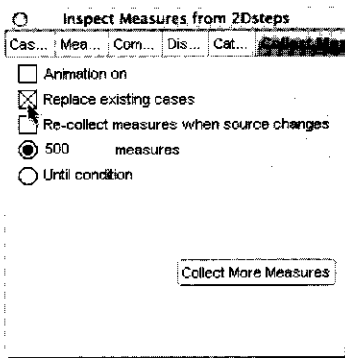 Inspect Measures from 2Dsteps
Cas... Mea... Com... Dis... Cat...
Animation on
Replace existing cases
Re-collect measures when source changes
500 measures
Until condition
Collect More Measures